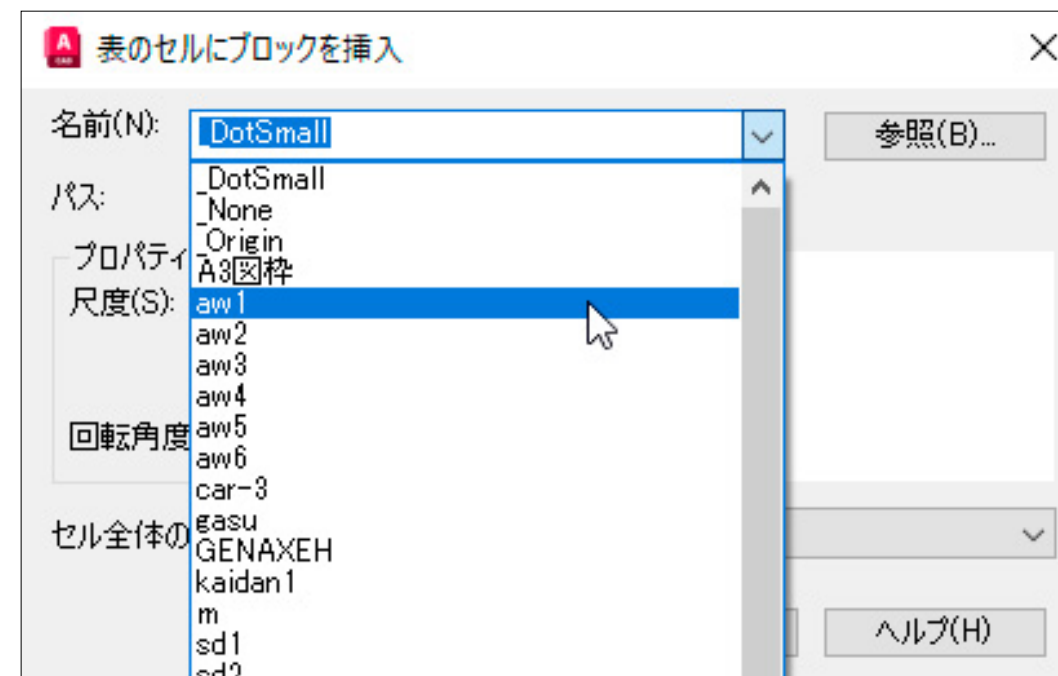 A CAD 表のセルにブロックを挿入
名前(N): _DotSmall 参照(B)...
_DotSmall
パス:
_None
_Origin
プロパティ
A3図枠
尺度(S): aw1
aw2
aw3
aw4
回転角度 aw5
aw6
car-3
セル全体の gasu
GENAXEH
kaidan1
m
ヘルプ(H)
sd1
sd2